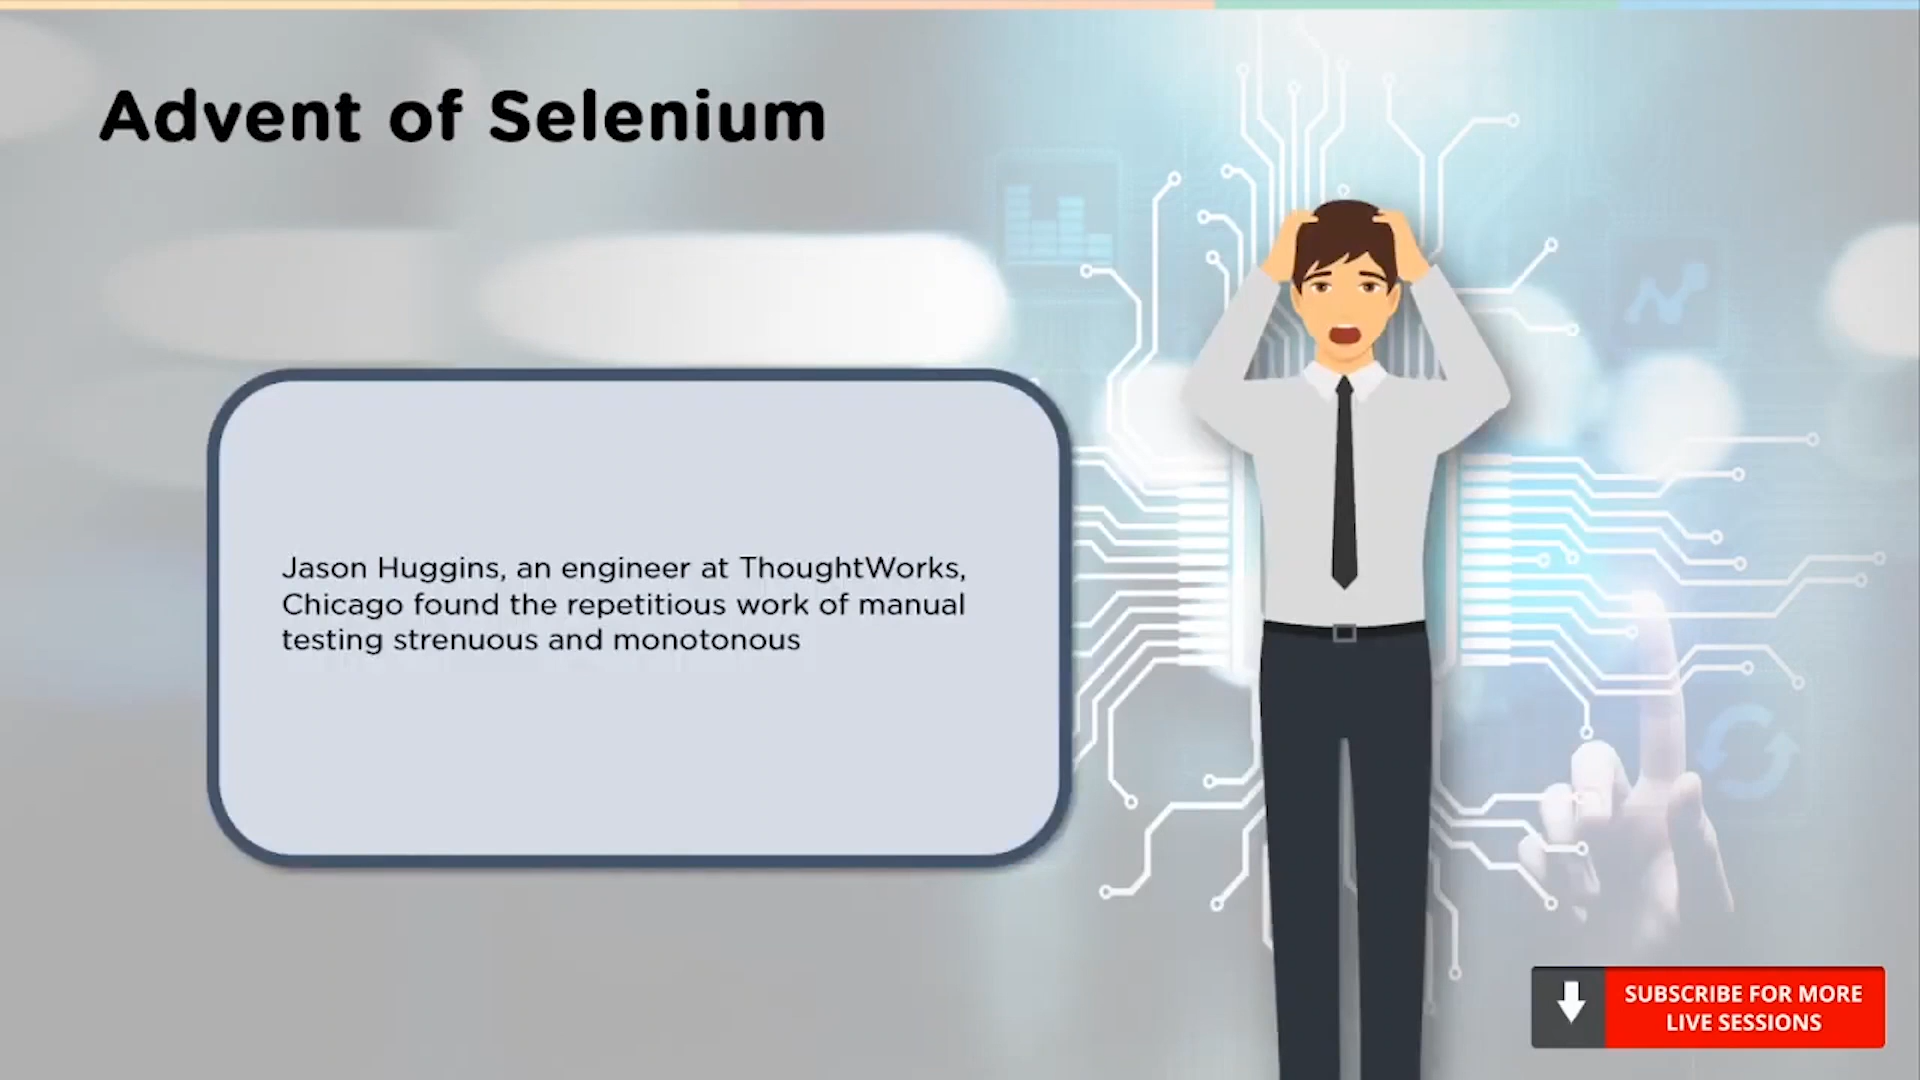 Advent of Selenium
Jason Huggins, an engineer at ThoughtWorks,
Chicago found the repetitious work of manual
testing strenuous and monotonous
SUBSCRIBE FOR MORE
LIVE SESSIONS